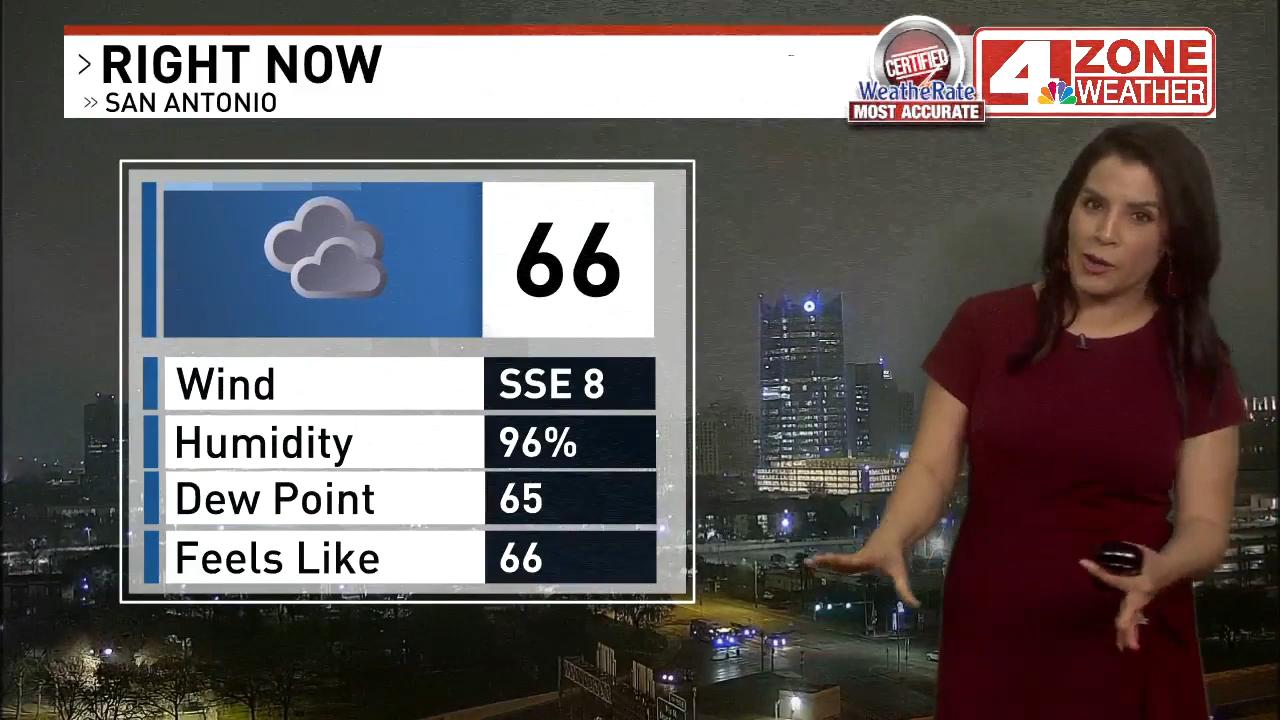 RIGHT NOW
SAN ANTONIO
CERTIFIED
WeatheRate
MOST ACCURATE
4 ZONE
WEATHER
66
Wind SSE 8
Humidity 96%
Dew Point 65
Feels Like 66